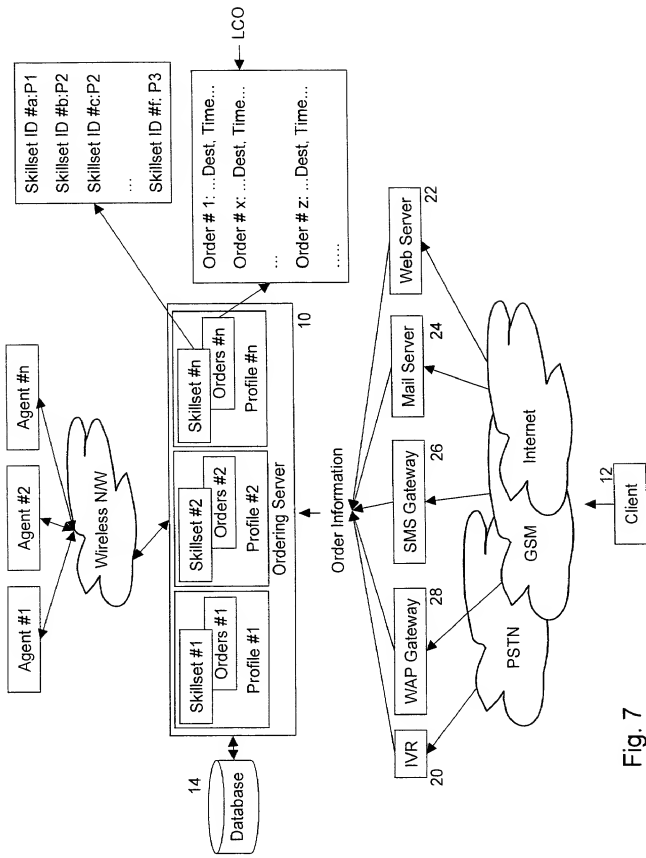 Agent #1
Agent #2
Agent #n
Wireless N/W
Skillset ID #a:P1
Skillset ID #b:P2
Skillset ID #c:P2
...
Skillset ID #f: P3
Database
14
Skillset #1
Orders #1
Profile #1
Skillset #2
Orders #2
Profile #2
Skillset #n
Orders #n
Profile #n
Ordering Server
10
Order # 1: ...Dest, Time...
Order # x: ...Dest, Time...
...
Order # z: ...Dest, Time...
.....
LCO
Order Information
IVR
20
WAP Gateway
28
SMS Gateway
26
Mail Server
24
Web Server
22
PSTN
GSM
Internet
Client
12
Fig. 7